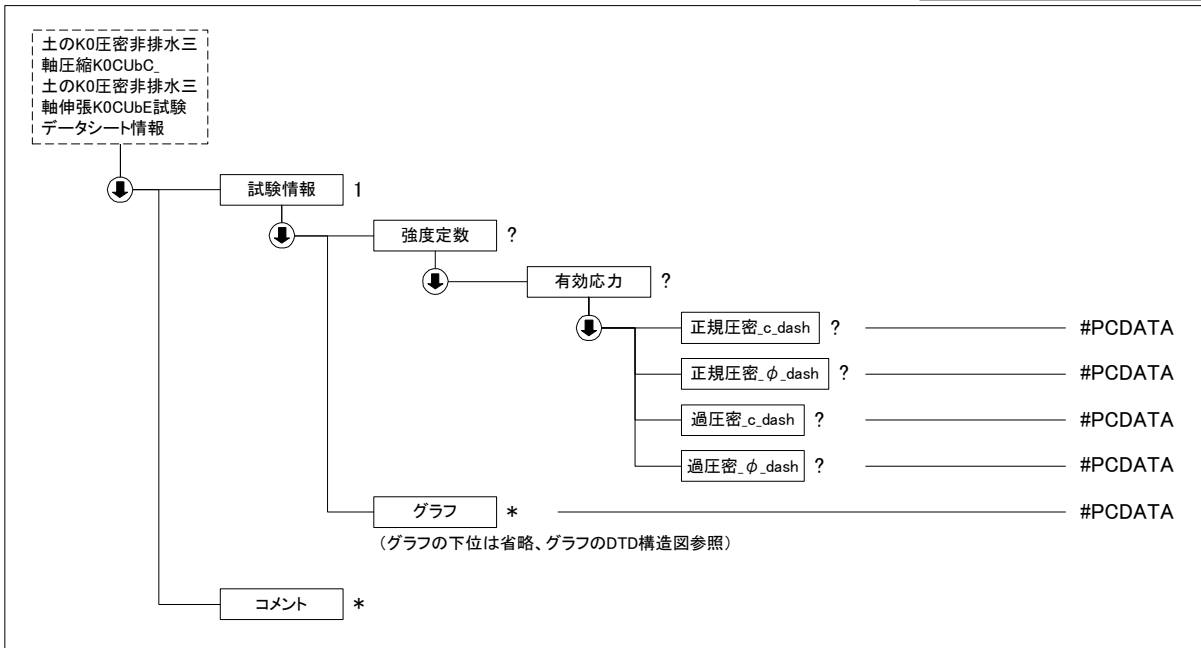 土のK0圧密非排水三
軸圧縮K0CUbC_
土のK0圧密非排水三
軸伸張K0CUbE試験
データシート情報
試験情報 1
強度定数 ?
有効応力 ?
正規圧密_c_dash ? #PCDATA
正規圧密_φ_dash ? #PCDATA
過圧密_c_dash ? #PCDATA
過圧密_φ_dash ? #PCDATA
グラフ * #PCDATA
(グラフの下位は省略、グラフのDTD構造図参照)
コメント *